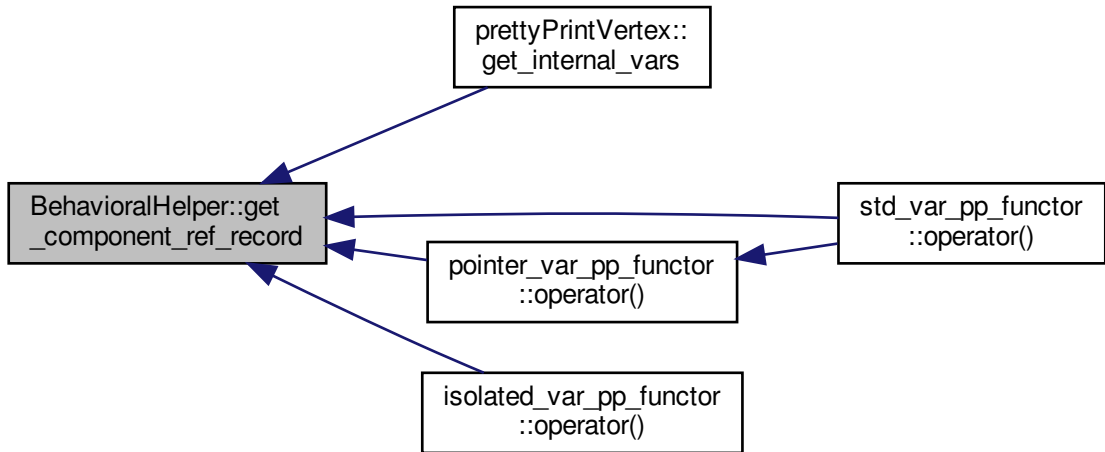 prettyPrintVertex::
get_internal_vars
BehavioralHelper::get
_component_ref_record
std_var_pp_functor
::operator()
pointer_var_pp_functor
::operator()
isolated_var_pp_functor
::operator()